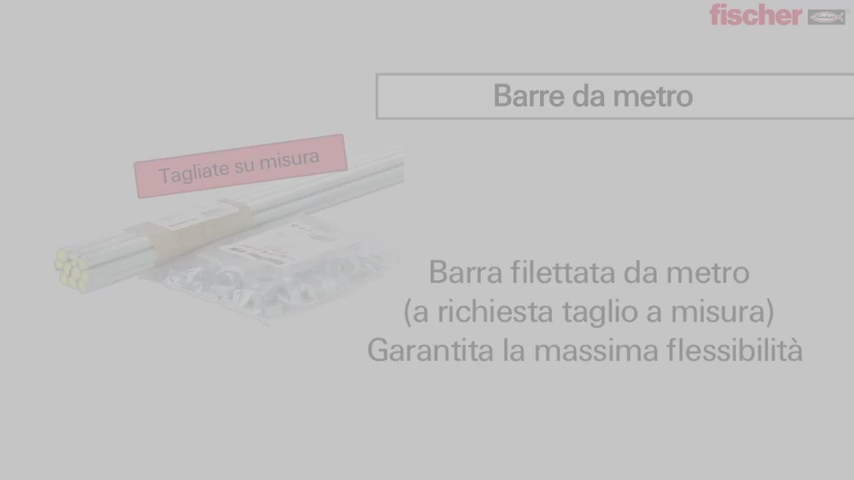 fischer
Barre da metro
Tagliate su misura
Barra filettata da metro
(a richiesta taglio a misura)
Garantita la massima flessibilità